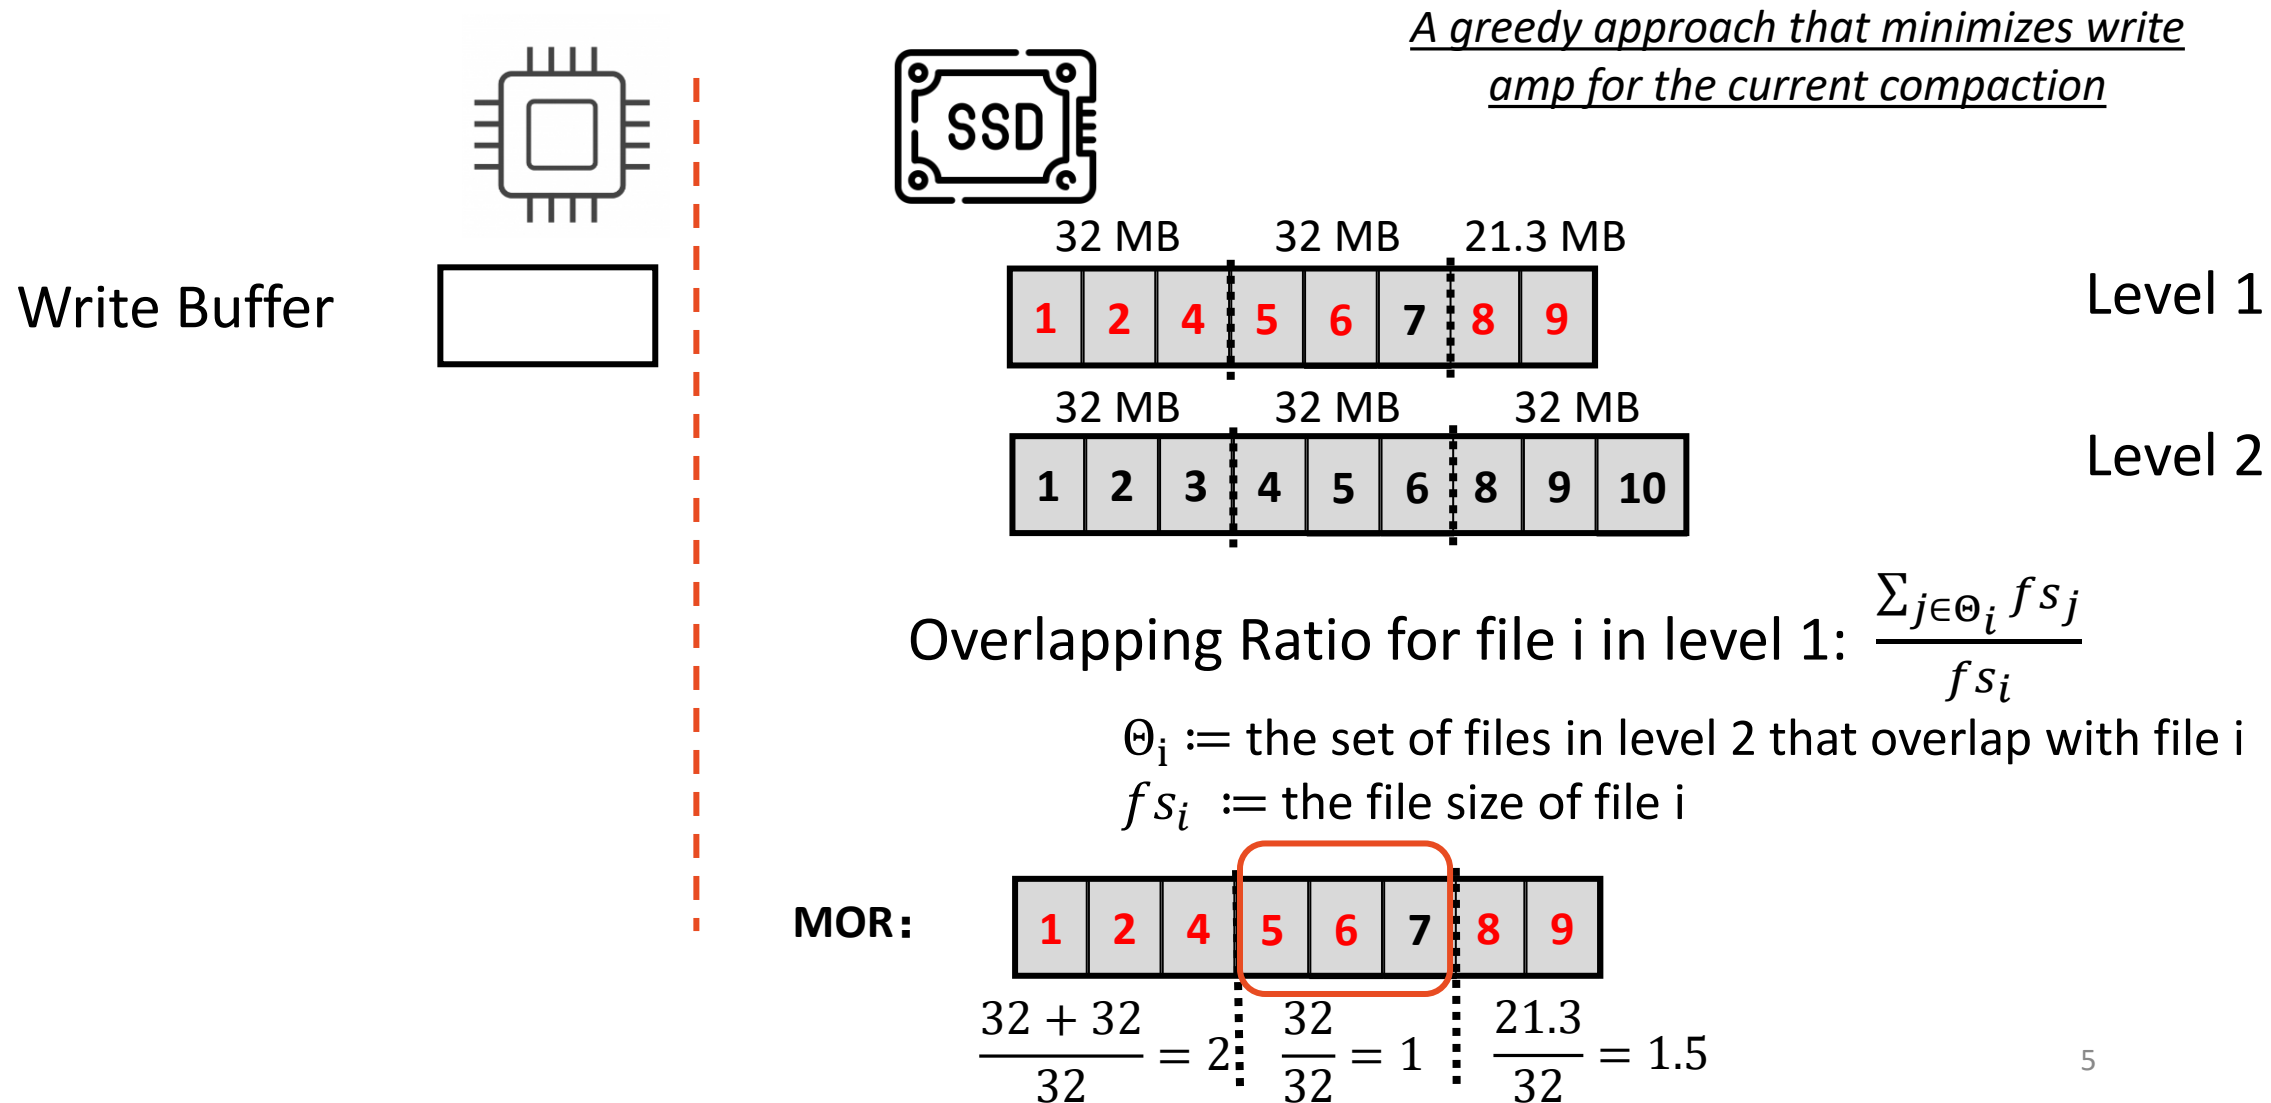 A greedy approach that minimizes write
amp for the current compaction
SSD
32 MB 32 MB 21.3 MB
Write Buffer
1 2 4 5 6 7 8 9
Level 1
32 MB 32 MB 32 MB
1 2 3 4 5 6 8 9 10
Level 2
Overlapping Ratio for file i in level 1: \frac{\sum_{j∈Θ_i} fs_j}{fs_i}
Θ_i ≔ the set of files in level 2 that overlap with file i
fs_i ≔ the file size of file i
MOR:
1 2 4 5 6 7 8 9
\frac{32 + 32}{32} = 2 \frac{32}{32} = 1 \frac{21.3}{32} = 1.5
5